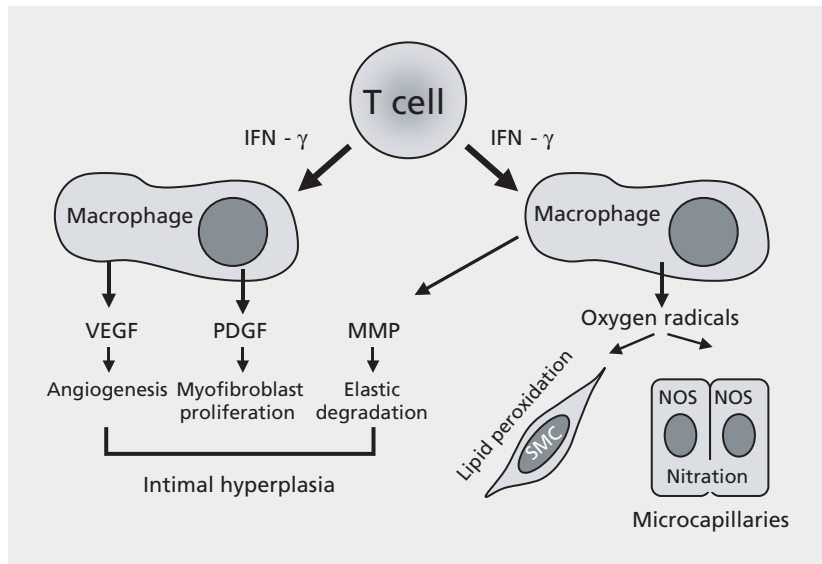 T cell
IFN - γ
IFN - γ
Macrophage
Macrophage
VEGF
PDGF
MMP
Oxygen radicals
Angiogenesis
Myofibroblast
proliferation
Elastic
degradation
Intimal hyperplasia
Lipid peroxidation
SMC
NOS
NOS
Nitration
Microcapillaries